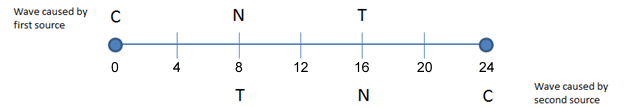 Wave caused by
first source
C N T
0 4 8 12 16 20 24
T N C
Wave caused by
second source